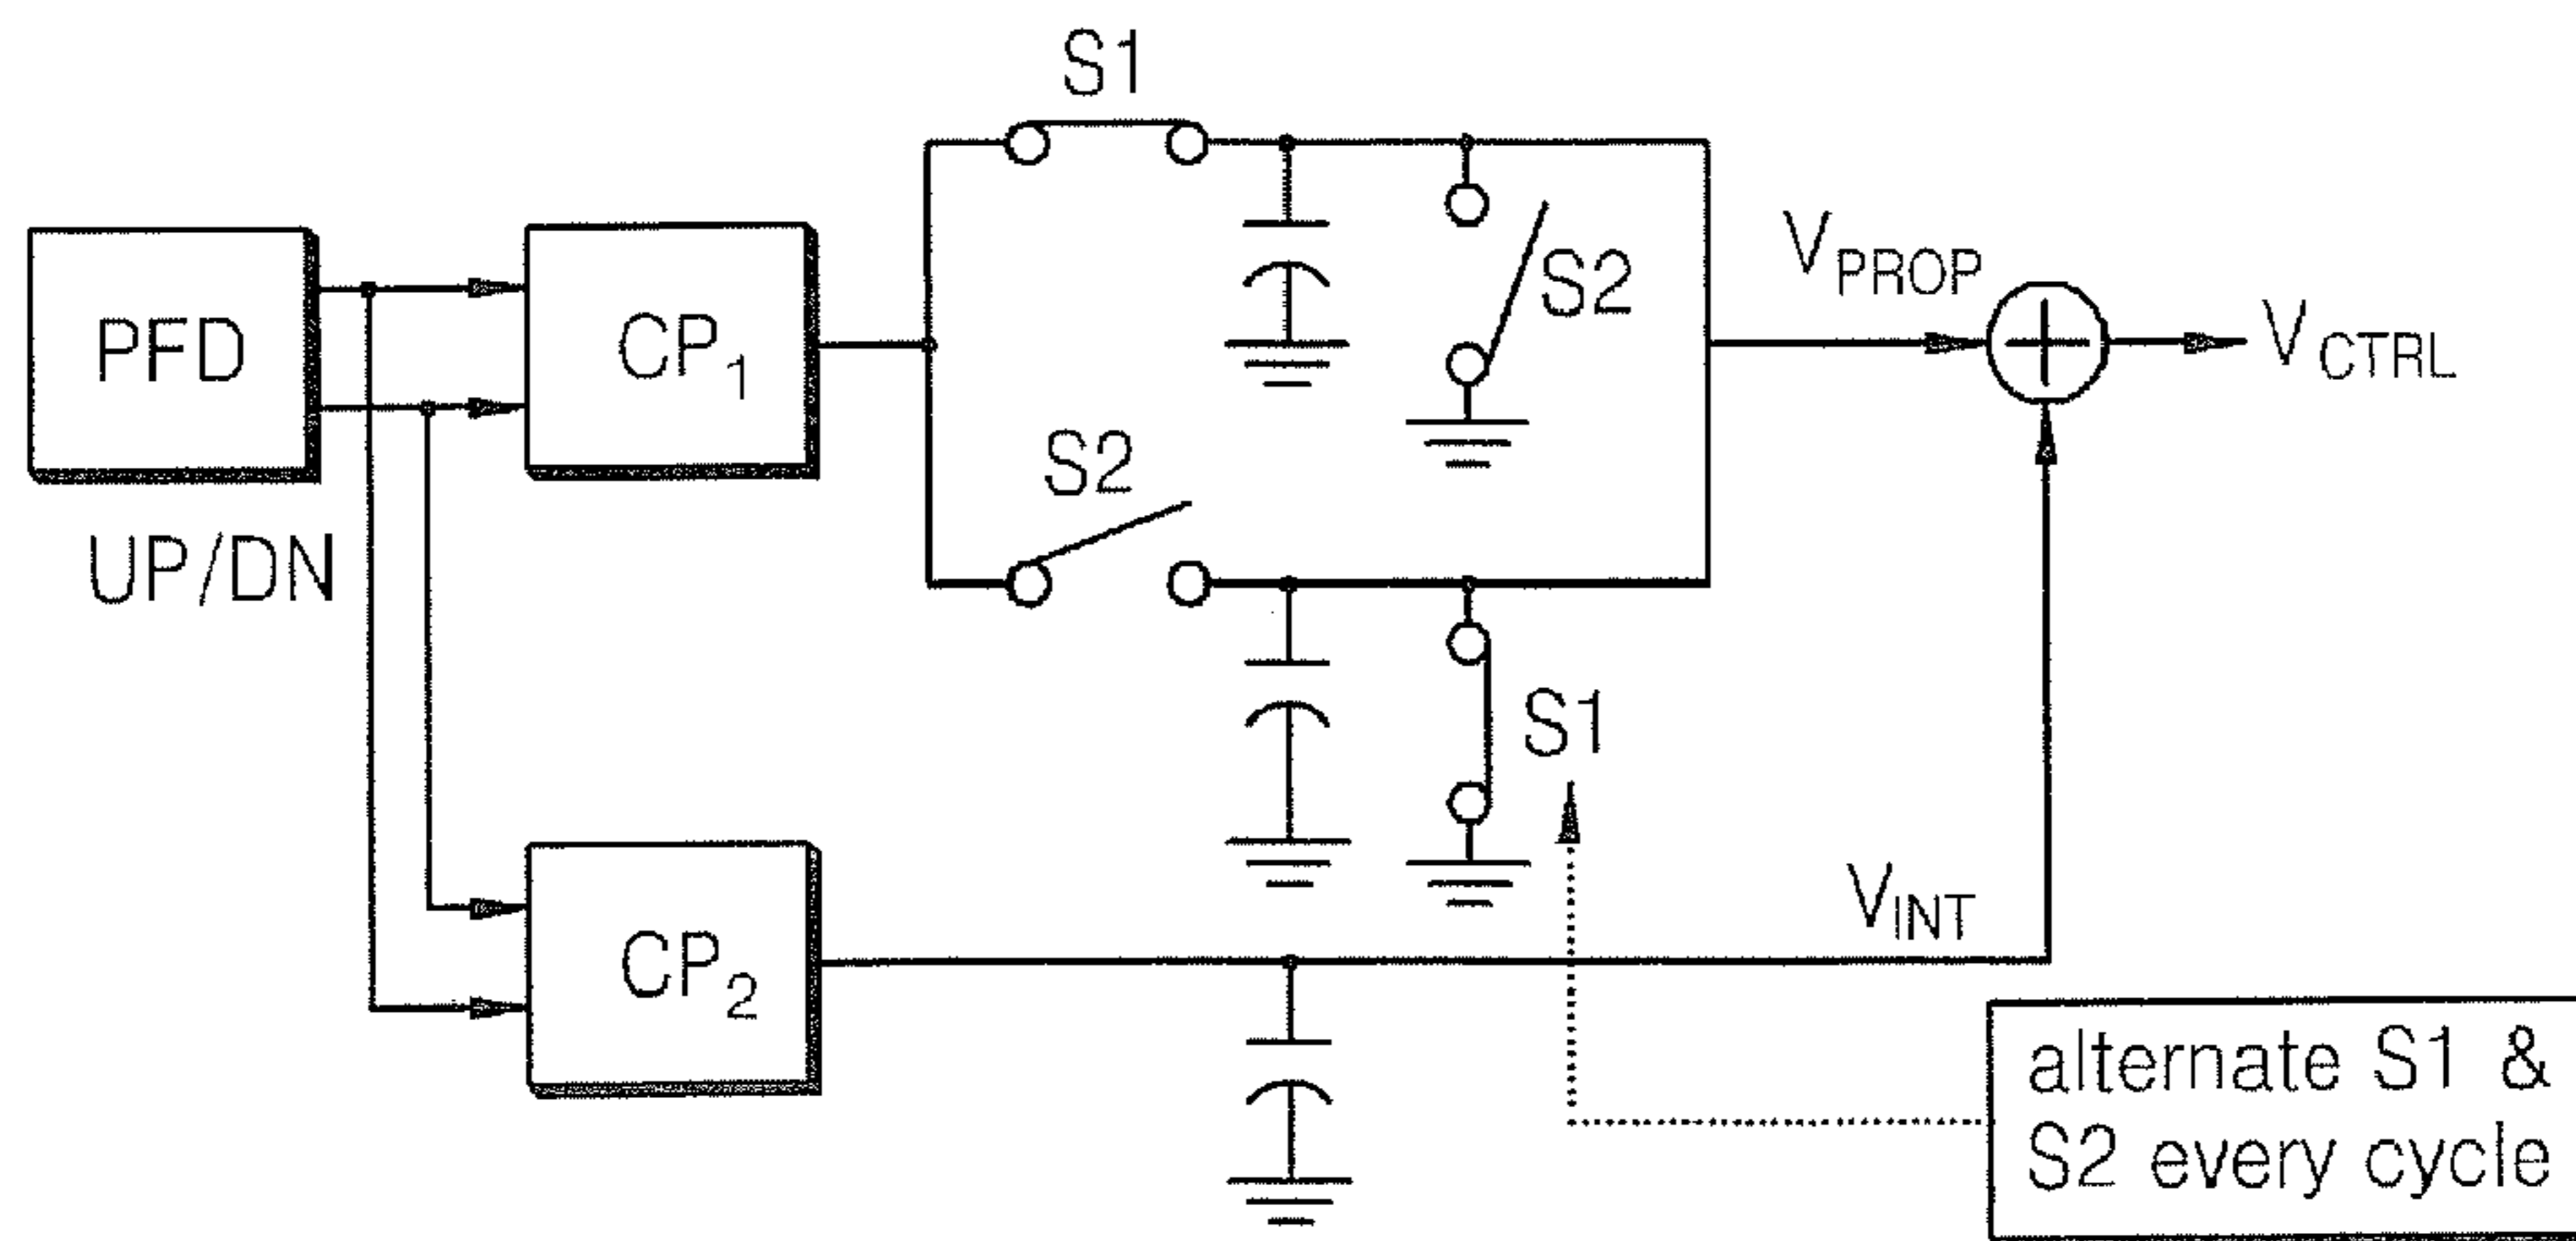 S1
PFD
CP1
S2
VPROP
VCTRL
S2
UP/DN
S1
CP2
VINT
alternate S1 &
S2 every cycle